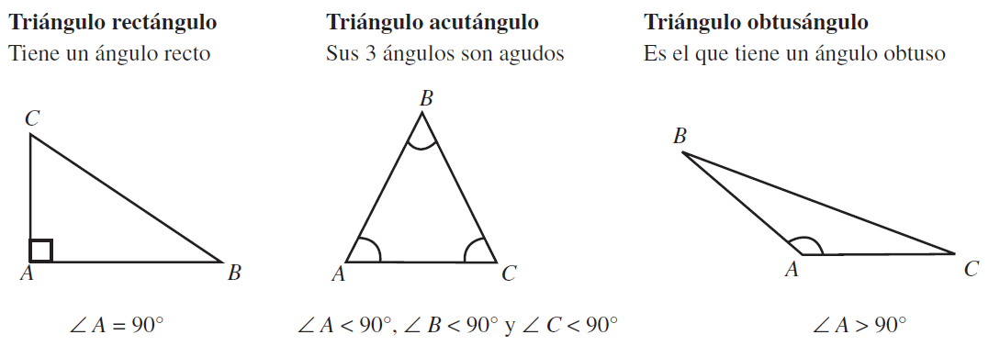 Triángulo rectángulo
Tiene un ángulo recto
C
A
B
∠ A = 90°
Triángulo acutángulo
Sus 3 ángulos son agudos
B
A
C
∠ A < 90°, ∠ B < 90° y ∠ C < 90°
Triángulo obtusángulo
Es el que tiene un ángulo obtuso
B
A
C
∠ A > 90°